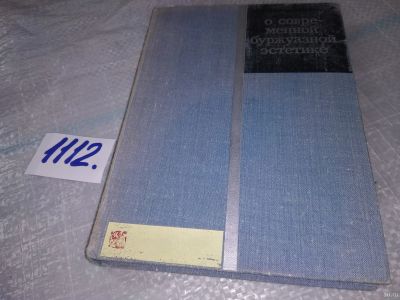 о совре-
менной
буржуазной
эстетике
1112.